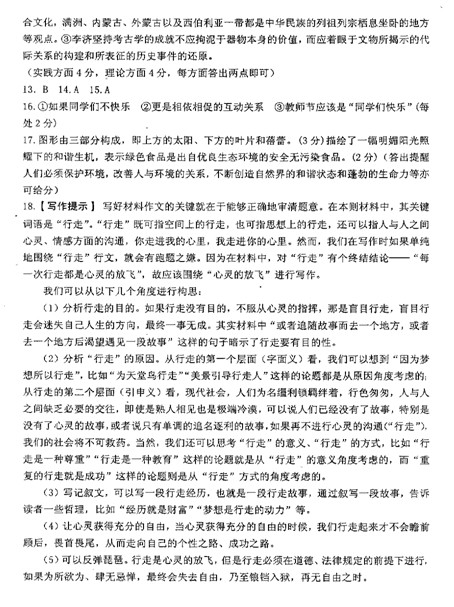 合文化，满洲、内蒙古、外蒙古以及西伯利亚一带都是中华民族的列祖列宗栖息坐卧的地方
等观点。③李济坚持考古学的成就不应拘泥于器物本身的价值，而应着眼于文物所揭示的代
际关系的构建和所表征的历史事件的还原。
（实践方面4分，理论方面4分，每方面答出两点即可）
13．B 14．A 15．A
16．①如果同学们不快乐 ②更是相依相促的互动关系 ③教师节应该是“同学们快乐”（每
处2分）
17．图形由三部分构成，即上方的太阳、下方的叶片和蓓蕾。（3分）描绘了一幅明媚阳光照
耀下的和谐生机，表示绿色食品是出自优良生态环境的安全无污染食品。（2分）（答出提醒
人们必须保护环境，改善人与环境的关系，不断创造自然界的和谐状态和蓬勃的生命力等亦
可给分）
18．【写作提示】 写好材料作文的关键就在于能够正确地审清题意。在本则材料中，其关键
词语是“行走”。“行走”既可指空间上的行走，也可指思想上的行走，还可以指人与人之间
心灵、情感方面的沟通，你走进我的心里，我走进你的心里。然而，我们在写作时如果单纯
地围绕“行走”行文，就会有跑题之嫌。因为在材料中，对“行走”有个终结结论——“每
一次行走都是心灵的放飞”，故应该围绕“心灵的放飞”进行写作。
我们可以从以下几个角度进行构思：
（1）分析行走的目的。如果行走没有目的，不服从心灵的指挥，那是盲目行走，盲目行
走会迷失自己人生的方向，最终一事无成。其实材料中“或者追随故事而去一个地方，或者
去一个地方后渴望遇见一段故事”这样的句子暗示了行走要有目的性。
（2）分析“行走”的原因。从行走的第一个层面（字面义）看，我们可以想到“因为梦
想所以行走”，比如“为天堂鸟行走”“美景引导行走人”这样的论题都是从原因角度考虑的；
从行走的第二个层面（引申义）看，现代社会，人们为名缰利锁羁绊着，行色匆匆，人与人
之间缺乏必要的交往，即使是熟人相见也是极端冷漠，可以说人们已经没有了故事，特别是
没有了心灵的故事，或者说只有单调的追名逐利的故事，如果再不进行心灵的沟通（“行走”），
我们的社会将不可救药。当然，我们还可以思考“行走”的意义、“行走”的方式，比如“行
走是一种尊重”“行走是一种教育”这样的论题就是从“行走”的意义角度考虑的，而“重
复的行走就是成功”这样的论题则是从“行走”方式的角度考虑的。
（3）写记叙文，可以写一段行走经历，也就是一段行走故事，通过叙写一段故事，告诉
读者一些哲理，比如“经历就是财富”“梦想是行走的动力”等。
（4）让心灵获得充分的自由，当心灵获得充分的自由的时候，我们行走起来才不会瞻前
顾后，畏首畏尾，从而走向自己的个性之路、成功之路。
（5）可以反弹琵琶。行走是心灵的放飞，但是行走必须在道德、法律规定的前提下进行，
如果为所欲为、肆无忌惮，最终会失去自由，乃至锒铛入狱，再无自由之时。